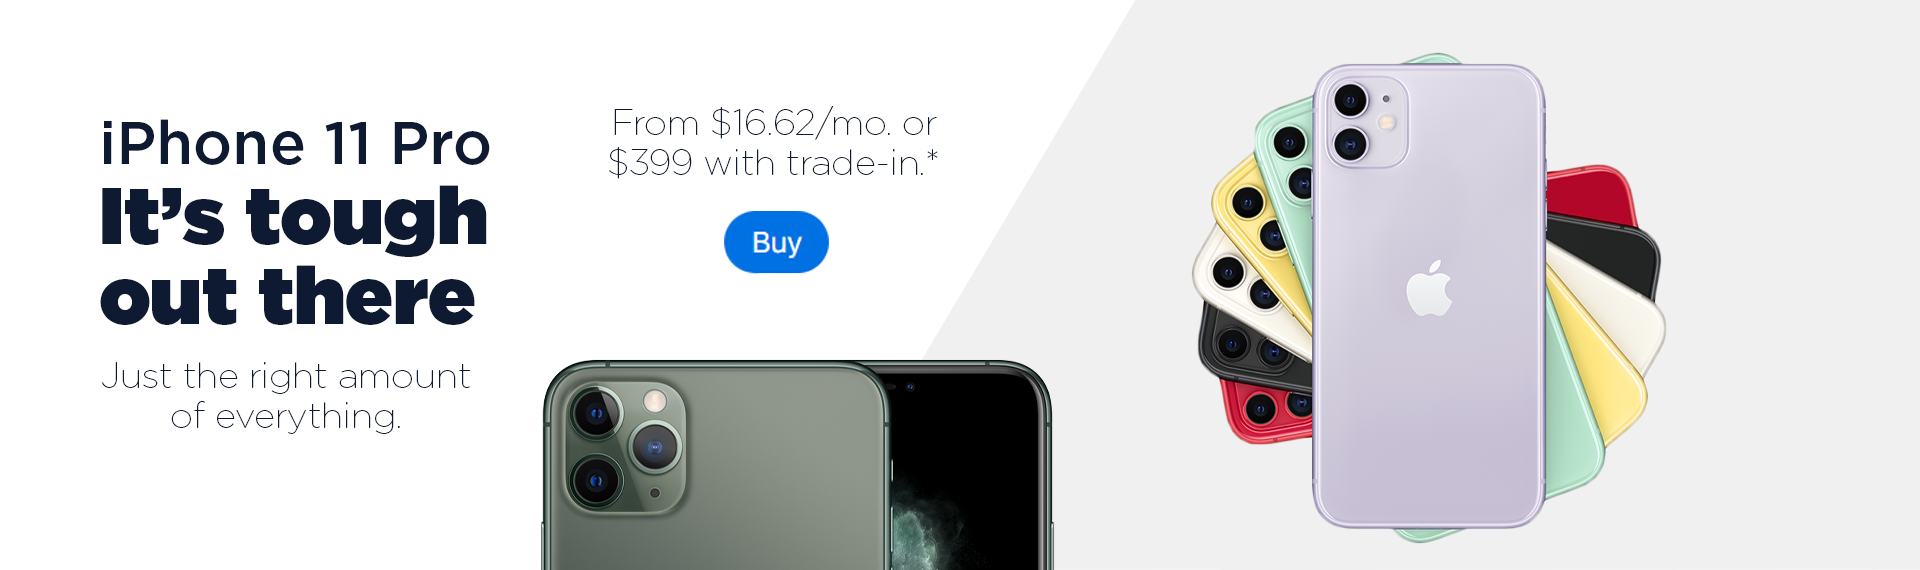 iPhone 11 Pro
It’s tough
out there
Just the right amount
of everything.
From $16.62/mo. or
$399 with trade-in.*
Buy